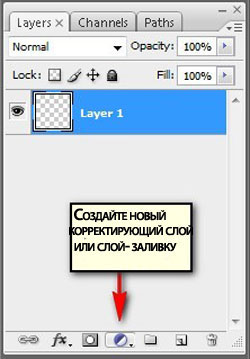 Layers × Channels Paths
Normal Opacity: 100%
Lock: Fill: 100%
Layer 1
Создайте новый
корректирующий слой
или слой-заливку
fx.